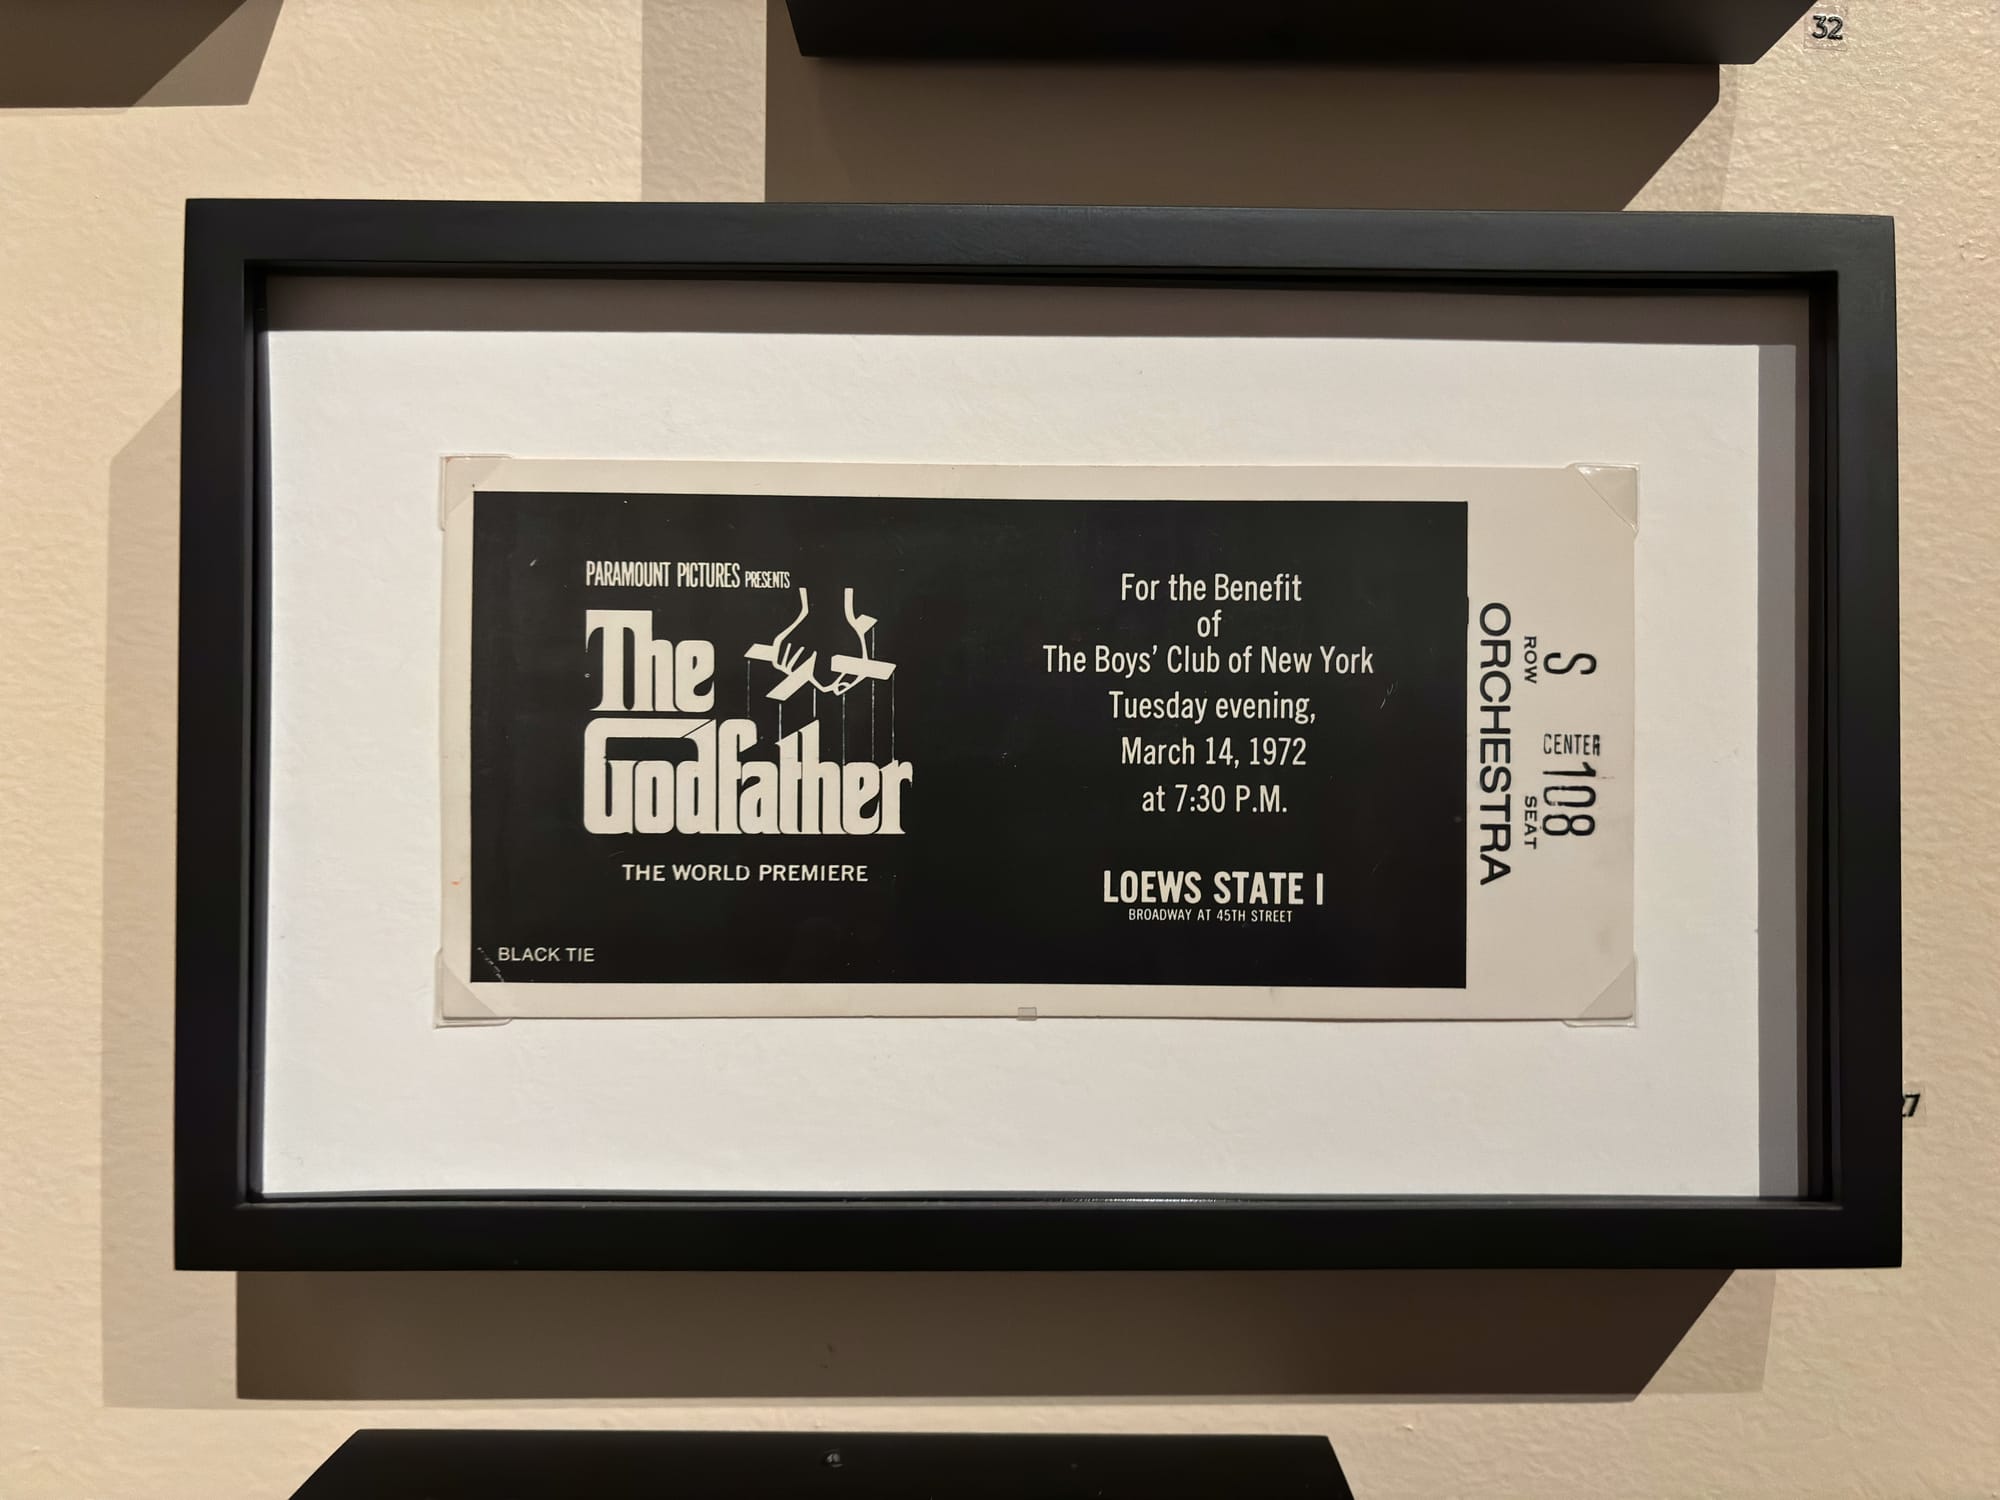 32
PARAMOUNT PICTURES PRESENTS
The
Godfather
THE WORLD PREMIERE
BLACK TIE
For the Benefit
of
The Boys' Club of New York
Tuesday evening,
March 14, 1972
at 7:30 P.M.
LOEWS STATE I
BROADWAY AT 45TH STREET
ORCHESTRA
ROW SEAT
S 108
CENTER